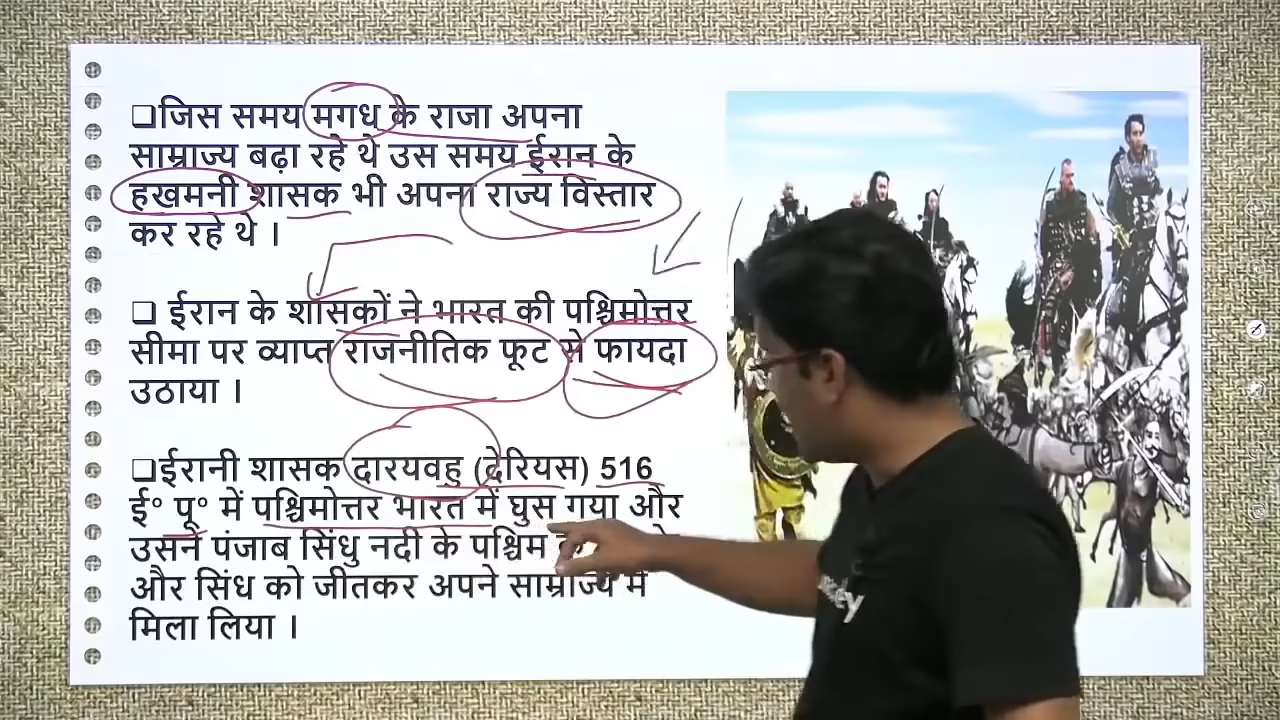 ❑जिस समय मगध के राजा अपना
साम्राज्य बढ़ा रहे थे उस समय ईरान के
हखमनी शासक भी अपना राज्य विस्तार
कर रहे थे ।
❑ ईरान के शासकों ने भारत की पश्चिमोत्तर
सीमा पर व्याप्त राजनीतिक फूट से फायदा
उठाया ।
❑ईरानी शासक दारयवहु (देरियस) 516
ई° पू° में पश्चिमोत्तर भारत में घुस गया और
उसने पंजाब सिंधु नदी के पश्चिम
और सिंध को जीतकर अपने साम्राज्य में
मिला लिया ।